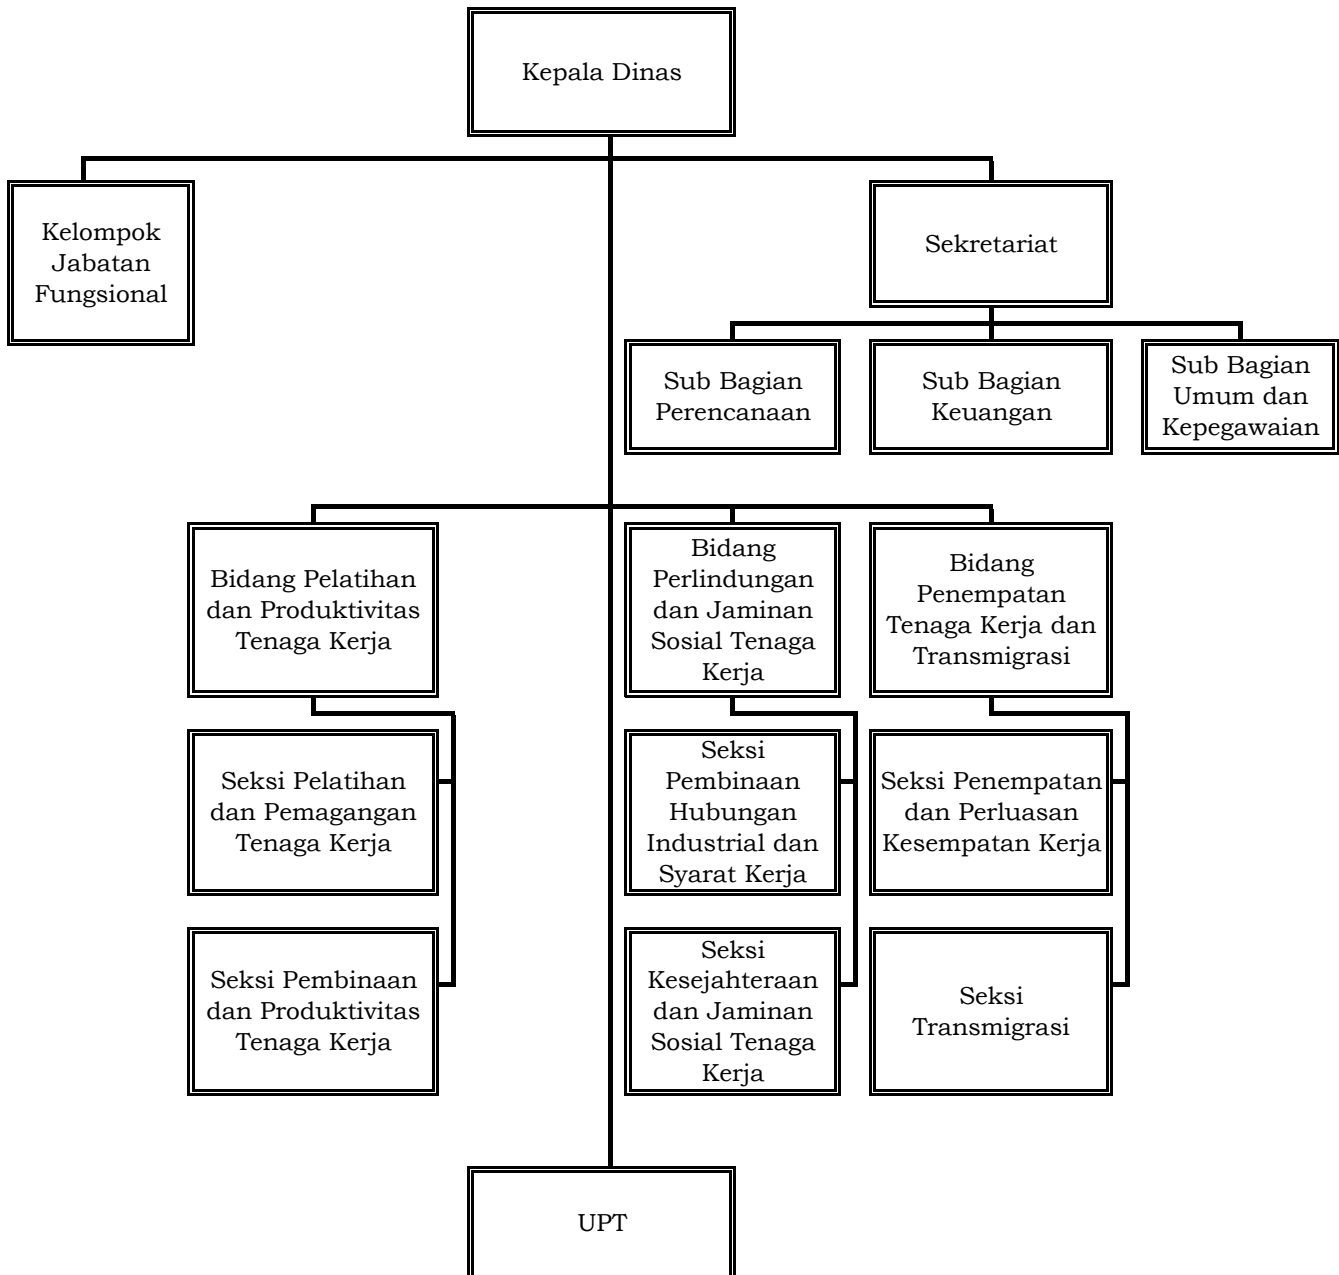 Kepala Dinas
Kelompok
Jabatan
Fungsional
Sekretariat
Sub Bagian
Perencanaan
Sub Bagian
Keuangan
Sub Bagian
Umum dan
Kepegawaian
Bidang Pelatihan
dan Produktivitas
Tenaga Kerja
Bidang
Perlindungan
dan Jaminan
Sosial Tenaga
Kerja
Bidang
Penempatan
Tenaga Kerja dan
Transmigrasi
Seksi Pelatihan
dan Pemagangan
Tenaga Kerja
Seksi
Pembinaan
Hubungan
Industrial dan
Syarat Kerja
Seksi Penempatan
dan Perluasan
Kesempatan Kerja
Seksi Pembinaan
dan Produktivitas
Tenaga Kerja
Seksi
Kesejahteraan
dan Jaminan
Sosial Tenaga
Kerja
Seksi
Transmigrasi
UPT